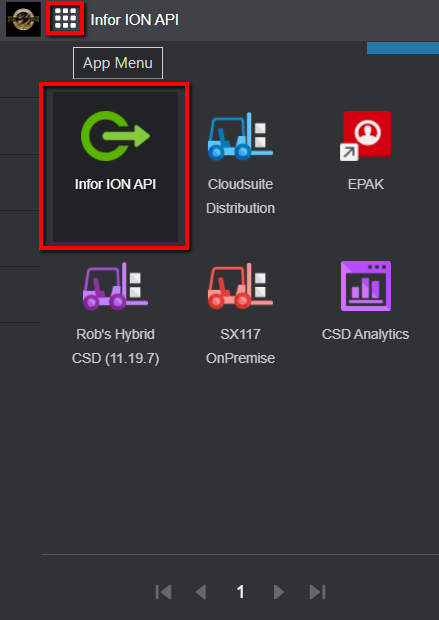 Infor ION API
App Menu
Infor ION API
Cloudsuite
Distribution
EPAK
Rob's Hybrid
CSD (11.19.7)
SX117
OnPremise
CSD Analytics
1